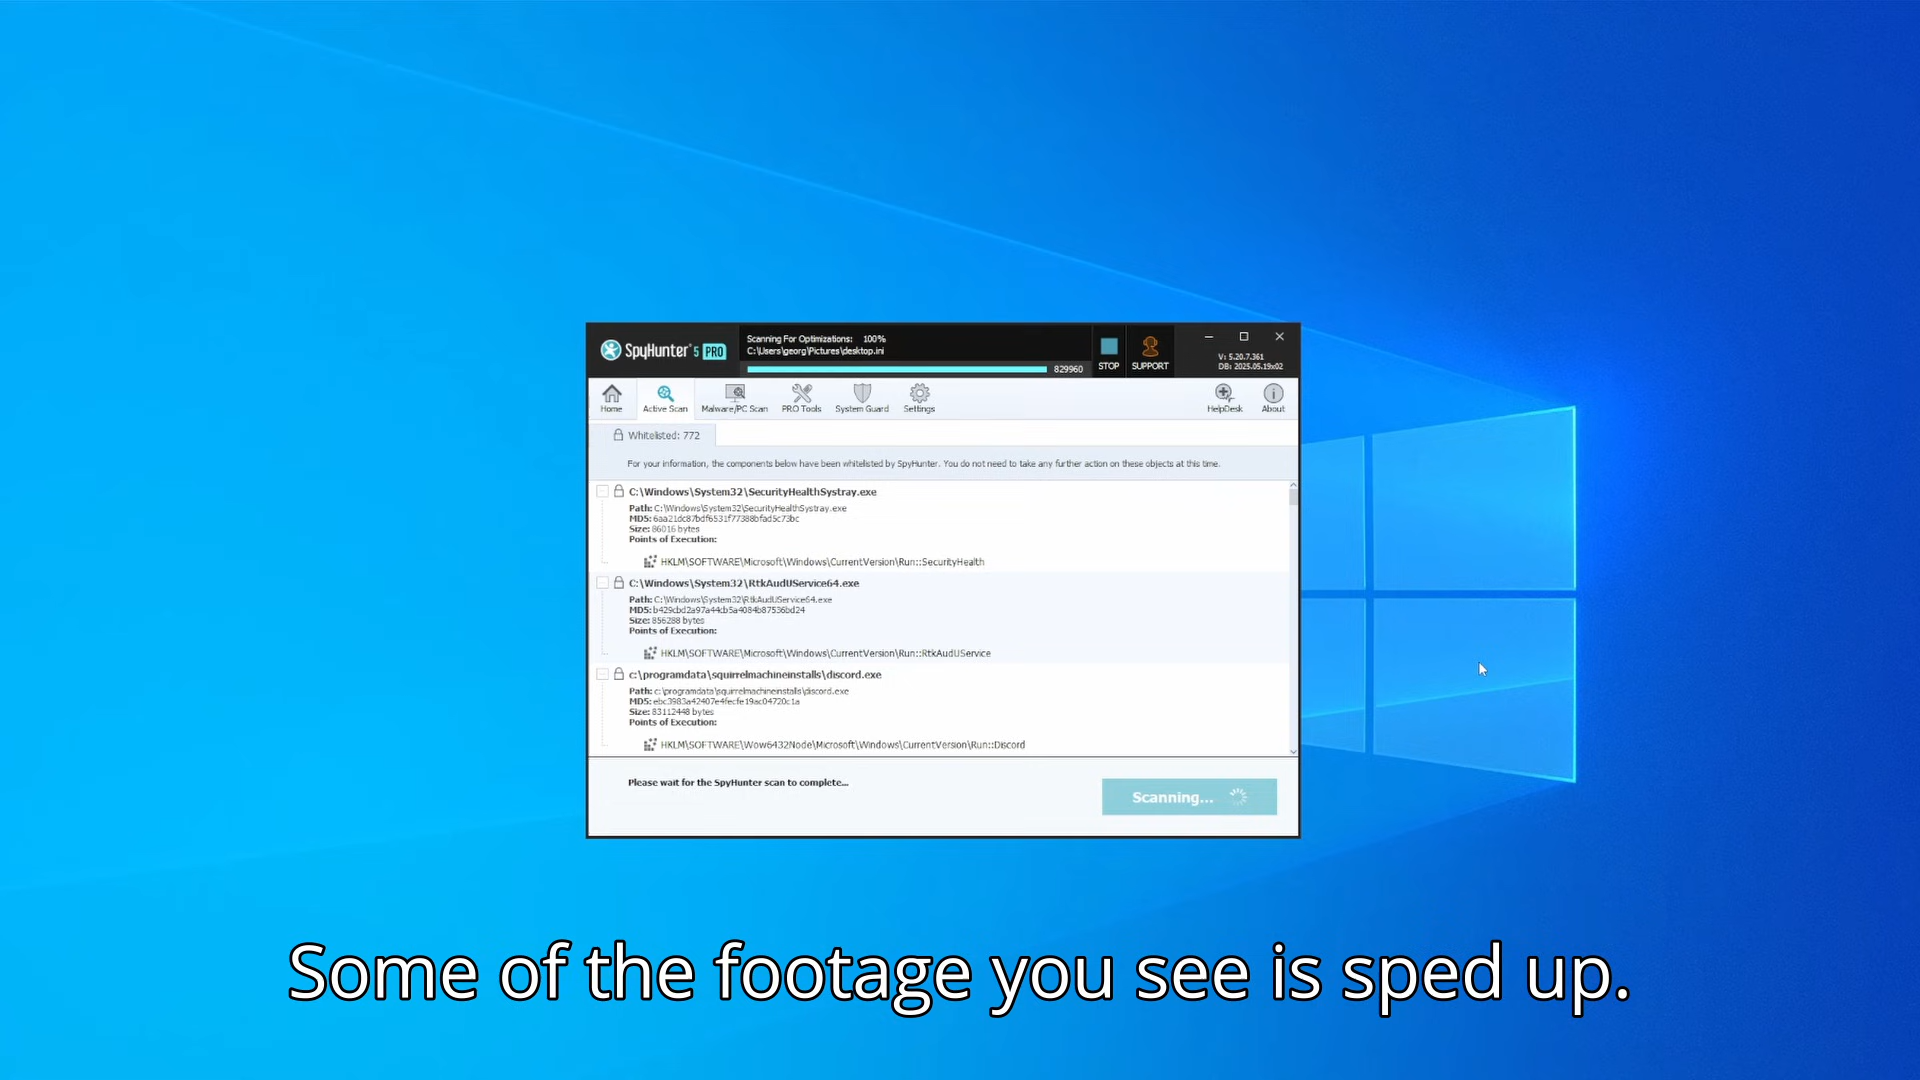 SpyHunter® 5 PRO
Scanning For Optimizations: 100%
C:\Users\georg\Pictures\desktop.ini
829960
STOP
SUPPORT
V: 5.20.7.361
DB: 2025.05.19x02
Home
Active Scan
Malware/PC Scan
PRO Tools
System Guard
Settings
HelpDesk
About
Whitelisted: 772
For your information, the components below have been whitelisted by SpyHunter. You do not need to take any further action on these objects at this time.
C:\Windows\System32\SecurityHealthSystray.exe
Path: C:\Windows\System32\SecurityHealthSystray.exe
MD5: 6aa21dc87bdf6531f77388bfad5c73bc
Size: 86016 bytes
Points of Execution:
HKLM\SOFTWARE\Microsoft\Windows\CurrentVersion\Run::SecurityHealth
C:\Windows\System32\RtkAudUService64.exe
Path: C:\Windows\System32\RtkAudUService64.exe
MD5: b429cbd2a97a44cb5a4084b87536bd24
Size: 856288 bytes
Points of Execution:
HKLM\SOFTWARE\Microsoft\Windows\CurrentVersion\Run::RtkAudUService
c:\programdata\squirrelmachineinstalls\discord.exe
Path: c:\programdata\squirrelmachineinstalls\discord.exe
MD5: ebc3983a42407e4fecfe19ac04720c1a
Size: 83112448 bytes
Points of Execution:
HKLM\SOFTWARE\Wow6432Node\Microsoft\Windows\CurrentVersion\Run::Discord
Please wait for the SpyHunter scan to complete...
Scanning...
Some of the footage you see is sped up.